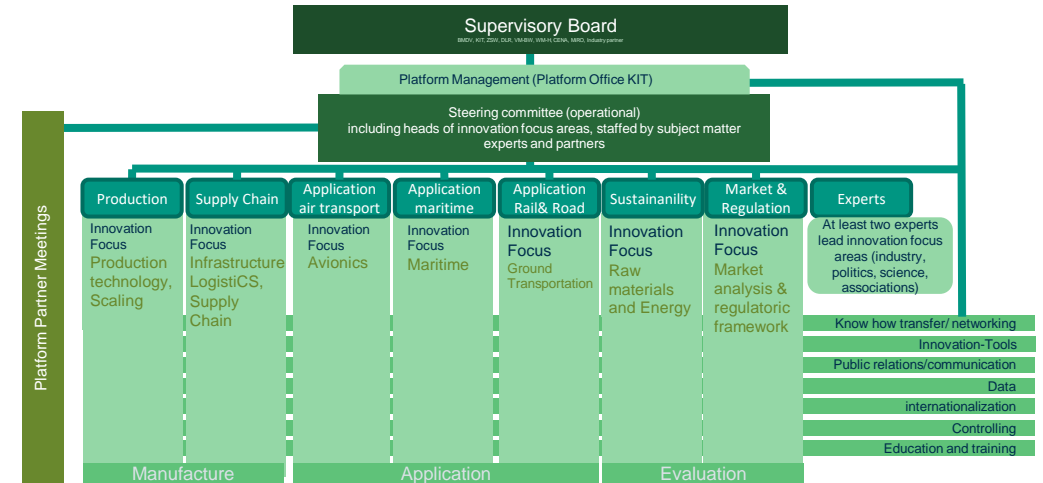 Supervisory Board
BMDV, KIT, ZSW, DLR, VM-BW, WM-H, CENA, MiRO, Industry partner
Platform Management (Platform Office KIT)
Steering committee (operational)
including heads of innovation focus areas, staffed by subject matter
experts and partners
Platform Partner Meetings
Production
Innovation
Focus
Production
technology,
Scaling
Supply Chain
Innovation
Focus
Infrastructure
LogistiCS,
Supply
Chain
Application
air transport
Innovation
Focus
Avionics
Application
maritime
Innovation
Focus
Maritime
Application
Rail& Road
Innovation
Focus
Ground
Transportation
Sustainanility
Innovation
Focus
Raw
materials
and Energy
Market &
Regulation
Innovation
Focus
Market
analysis &
regulatoric
framework
Experts
At least two experts
lead innovation focus
areas (industry,
politics, science,
associations)
Know how transfer/ networking
Innovation-Tools
Public relations/communication
Data
internationalization
Controlling
Education and training
Manufacture
Application
Evaluation